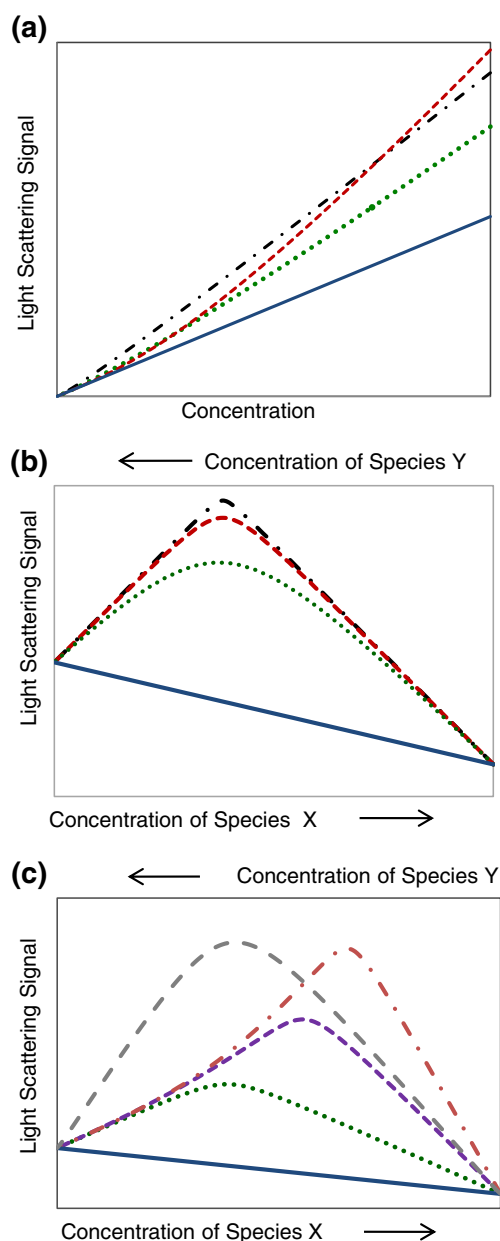 (a)
Light Scattering Signal
Concentration
(b)
Concentration of Species Y
Light Scattering Signal
Concentration of Species X
(c)
Concentration of Species Y
Light Scattering Signal
Concentration of Species X